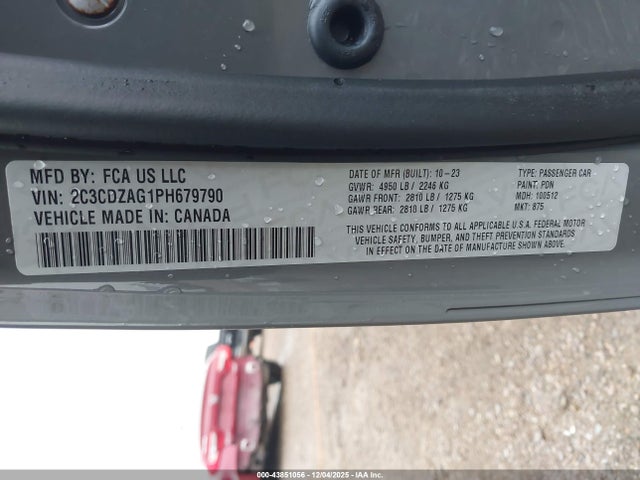 MFD BY: FCA US LLC
VIN: 2C3CDZAG1PH679790
VEHICLE MADE IN: CANADA
DATE OF MFR (BUILT): 10-23
GVWR: 4950 LB / 2246 KG
GAWR FRONT: 2810 LB / 1275 KG
GAWR REAR: 2810 LB / 1275 KG
TYPE: PASSENGER CAR
PAINT: PDN
MDH: 100512
MKT: 875
THIS VEHICLE CONFORMS TO ALL APPLICABLE U.S.A. FEDERAL MOTOR
VEHICLE SAFETY, BUMPER, AND THEFT PREVENTION STANDARDS
IN EFFECT ON THE DATE OF MANUFACTURE SHOWN ABOVE.
000-43851056 - 12/04/2025 - IAAI.COM